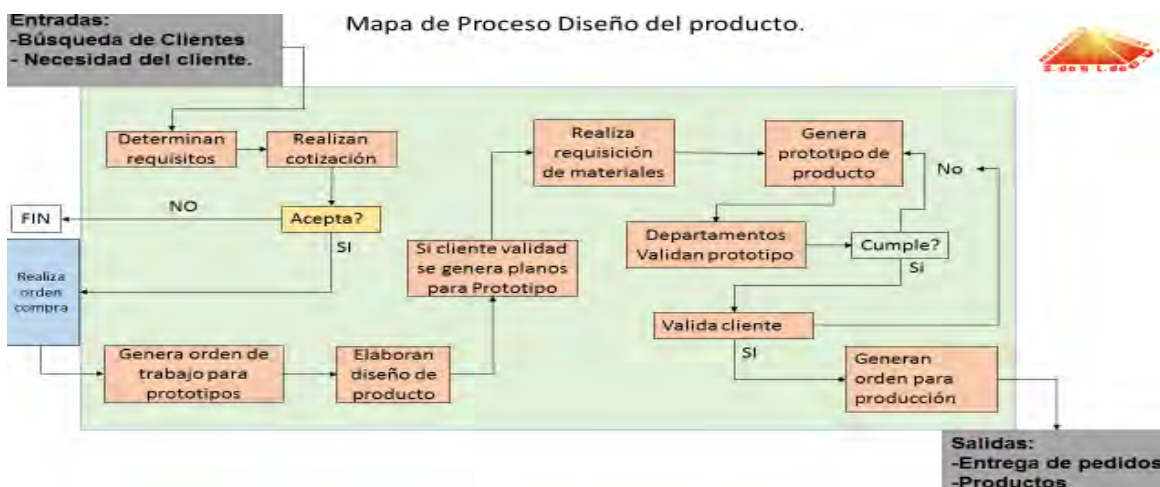 Entradas:
-Búsqueda de Clientes
- Necesidad del cliente.
Mapa de Proceso Diseño del producto.
S. de R L. de C.V.
Determinan
requisitos
Realizan
cotización
Acepta?
NO
FIN
SI
Realiza
orden
compra
Genera orden de
trabajo para
prototipos
Elaboran
diseño de
producto
Si cliente validad
se genera planos
para Prototipo
Realiza
requisición
de materiales
Genera
prototipo de
producto
No
Departamentos
Validan prototipo
Cumple?
Si
Valida cliente
SI
Generan
orden para
producción
Salidas:
-Entrega de pedidos
-Productos